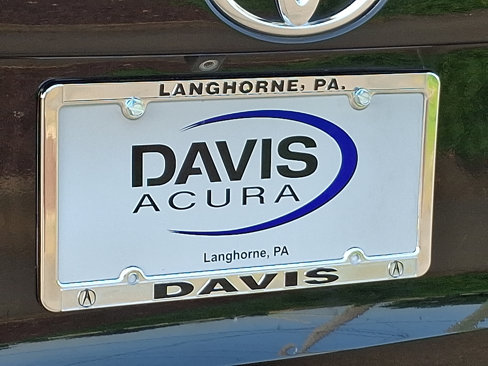 LANGHORNE, PA.
DAVIS
ACURA
Langhorne, PA
DAVIS